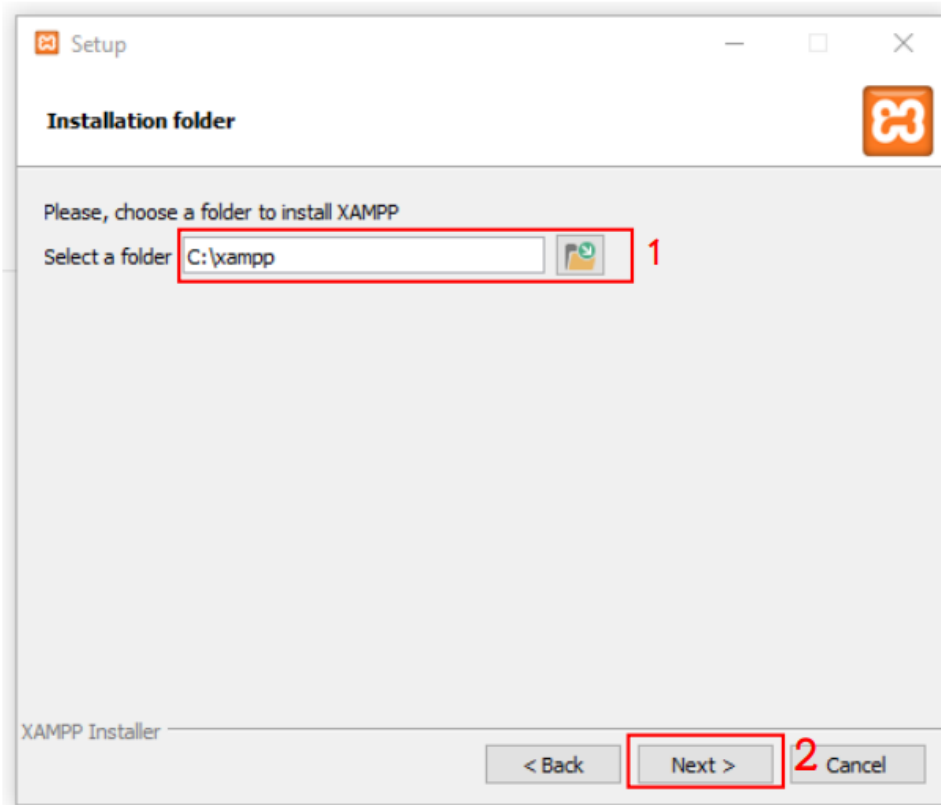 Setup
Installation folder
Please, choose a folder to install XAMPP
Select a folder C:\xampp 1
XAMPP Installer
< Back Next > 2 Cancel